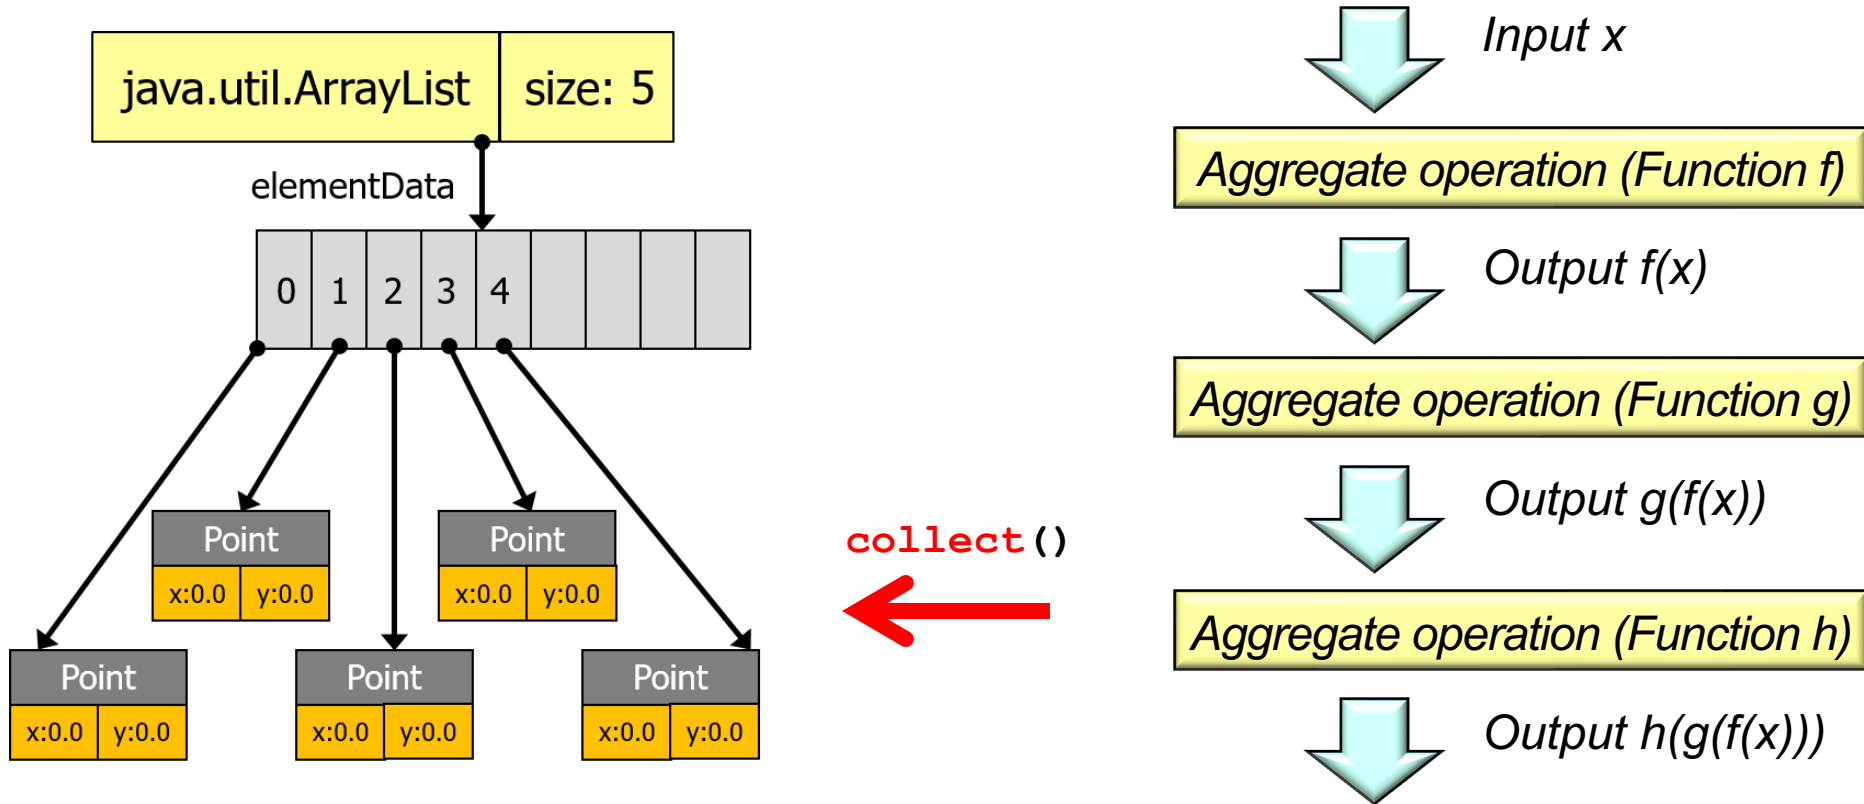 java.util.ArrayList size: 5
elementData
0 1 2 3 4
Point Point
x:0.0 y:0.0 x:0.0 y:0.0
Point Point Point
x:0.0 y:0.0 x:0.0 y:0.0 x:0.0 y:0.0
collect()
Input x
Aggregate operation (Function f)
Output f(x)
Aggregate operation (Function g)
Output g(f(x))
Aggregate operation (Function h)
Output h(g(f(x)))